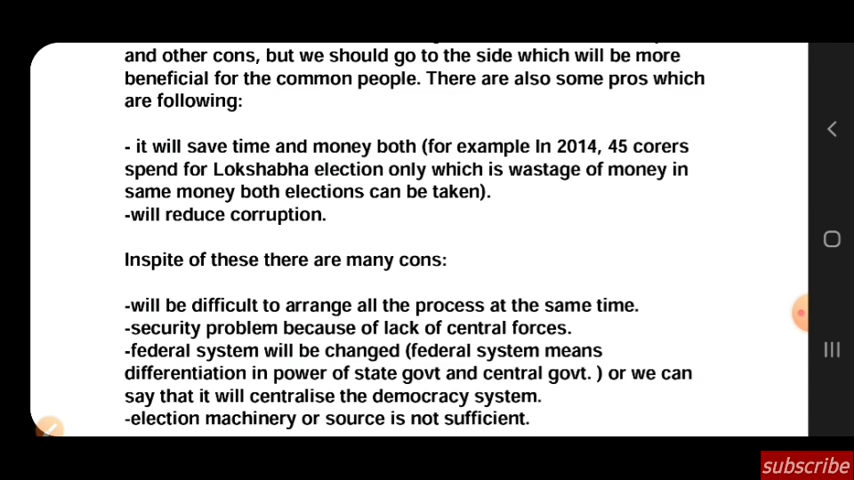 and other cons, but we should go to the side which will be more
beneficial for the common people. There are also some pros which
are following:
- it will save time and money both (for example In 2014, 45 corers
spend for Lokshabha election only which is wastage of money in
same money both elections can be taken).
-will reduce corruption.
Inspite of these there are many cons:
-will be difficult to arrange all the process at the same time.
-security problem because of lack of central forces.
-federal system will be changed (federal system means
differentiation in power of state govt and central govt. ) or we can
say that it will centralise the democracy system.
-election machinery or source is not sufficient.
subscribe